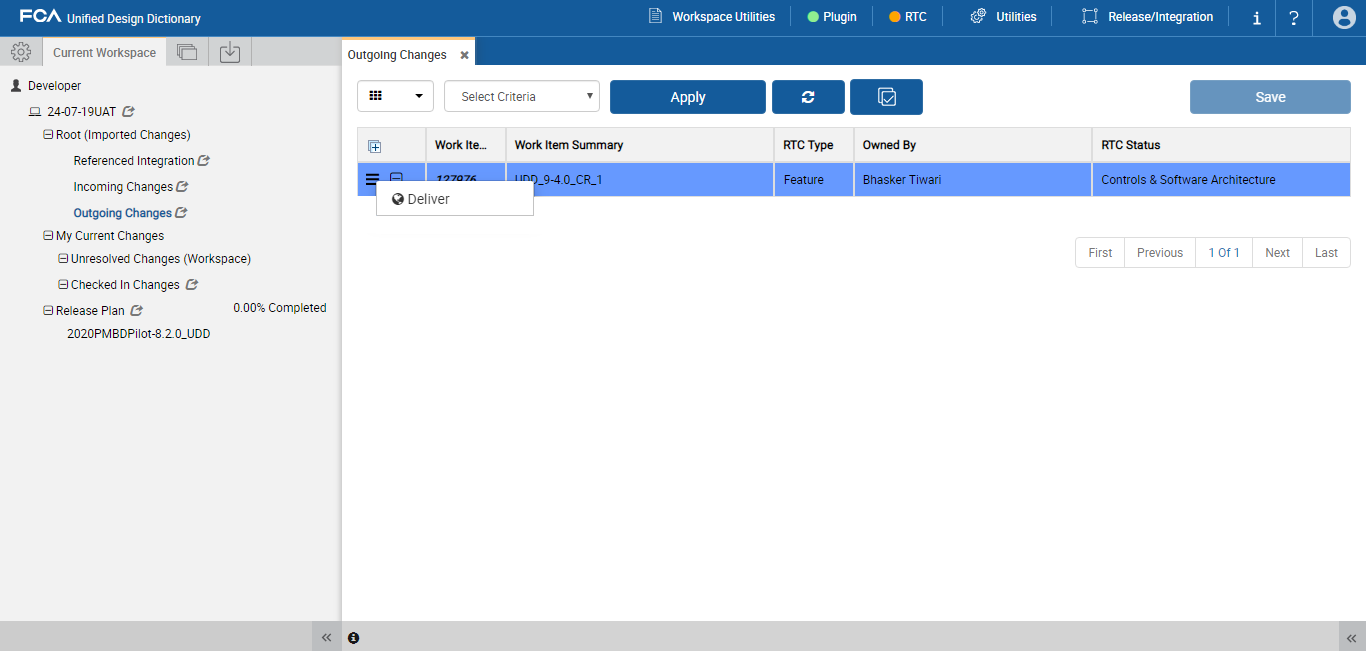 FCA Unified Design Dictionary
Workspace Utilities
Plugin
RTC
Utilities
Release/Integration
i
?
Current Workspace
Outgoing Changes
Developer
24-07-19UAT
Root (Imported Changes)
Referenced Integration
Incoming Changes
Outgoing Changes
My Current Changes
Unresolved Changes (Workspace)
Checked In Changes
Release Plan 0.00% Completed
2020PMBDPilot-8.2.0_UDD
Select Criteria
Apply
Save
Work Ite... Work Item Summary RTC Type Owned By RTC Status
127976 UDD_9-4.0_CR_1 Feature Bhasker Tiwari Controls & Software Architecture
Deliver
First Previous 1 Of 1 Next Last